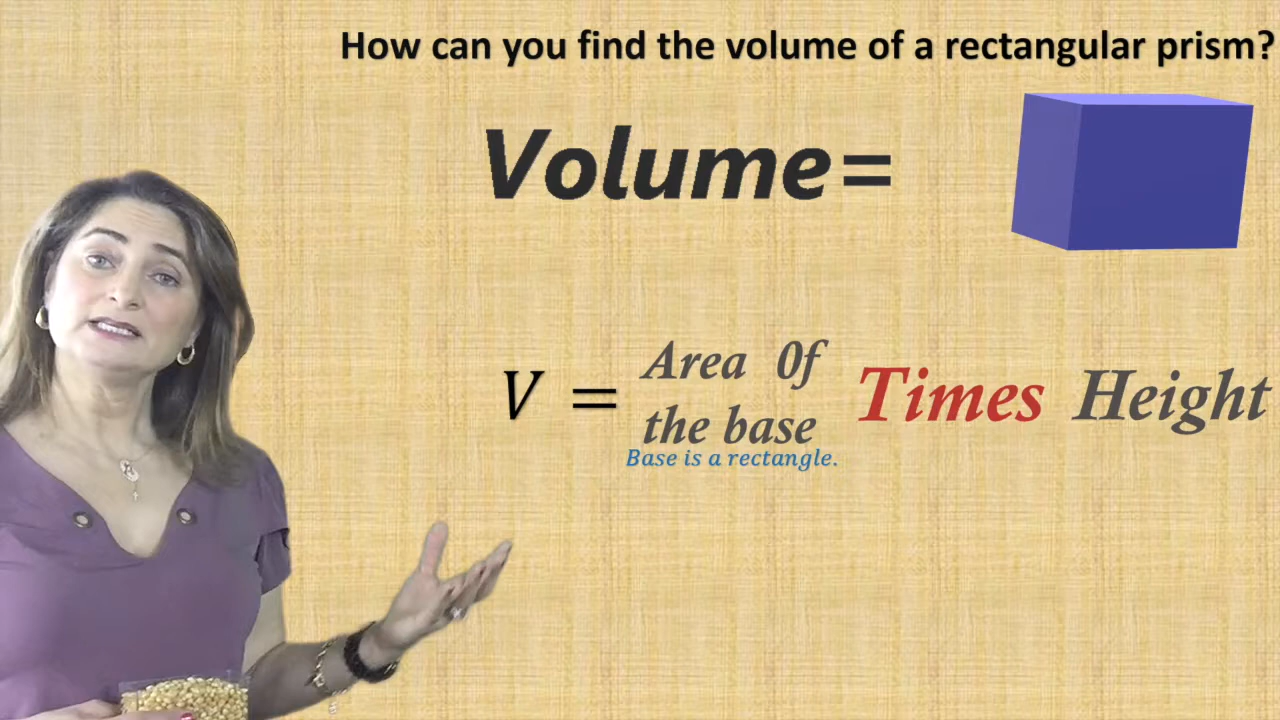 How can you find the volume of a rectangular prism?
Volume=
V = Area 0f the base Times Height
Base is a rectangle.